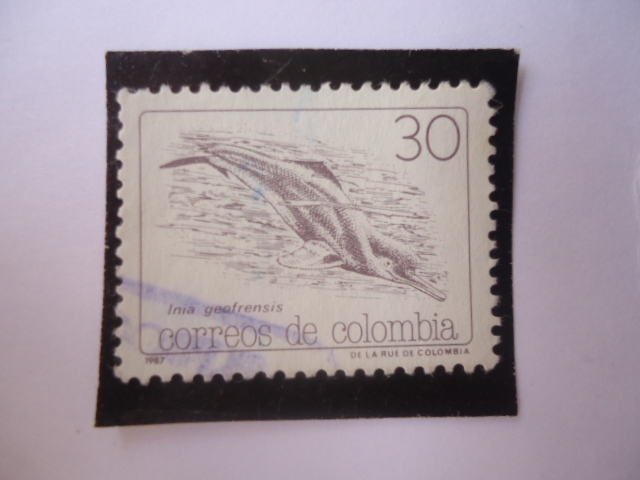 30
Inia geofrensis
correos de colombia
1987 DE LA RUE DE COLOMBIA